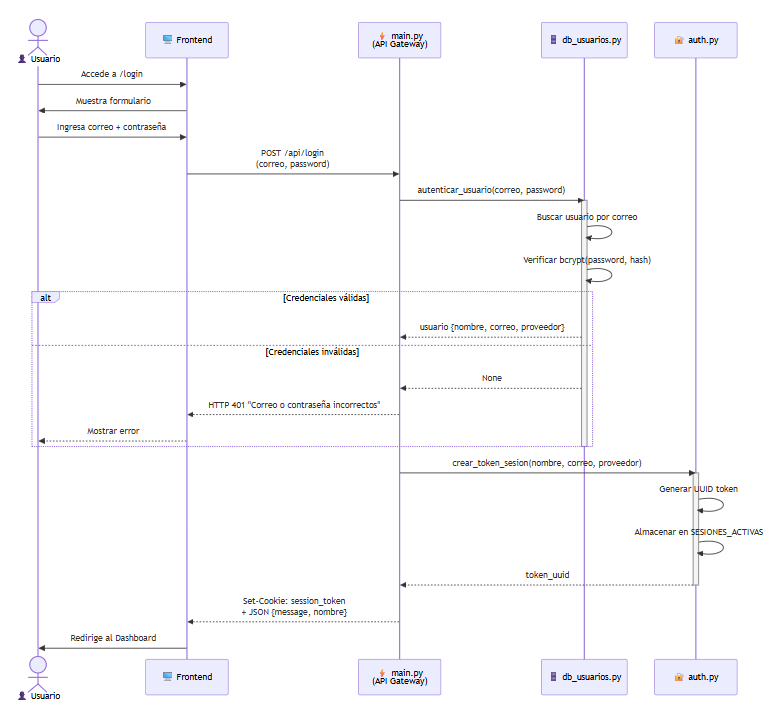 Usuario
Frontend
main.py
(API Gateway)
db_usuarios.py
auth.py
Accede a /login
Muestra formulario
Ingresa correo + contraseña
POST /api/login
(correo, password)
autenticar_usuario(correo, password)
Buscar usuario por correo
Verificar bcrypt(password, hash)
alt
[Credenciales válidas]
usuario {nombre, correo, proveedor}
[Credenciales inválidas]
None
HTTP 401 "Correo o contraseña incorrectos"
Mostrar error
crear_token_sesion(nombre, correo, proveedor)
Generar UUID token
Almacenar en SESIONES_ACTIVAS
token_uuid
Set-Cookie: session_token
+ JSON {message, nombre}
Redirige al Dashboard
Usuario
Frontend
main.py
(API Gateway)
db_usuarios.py
auth.py